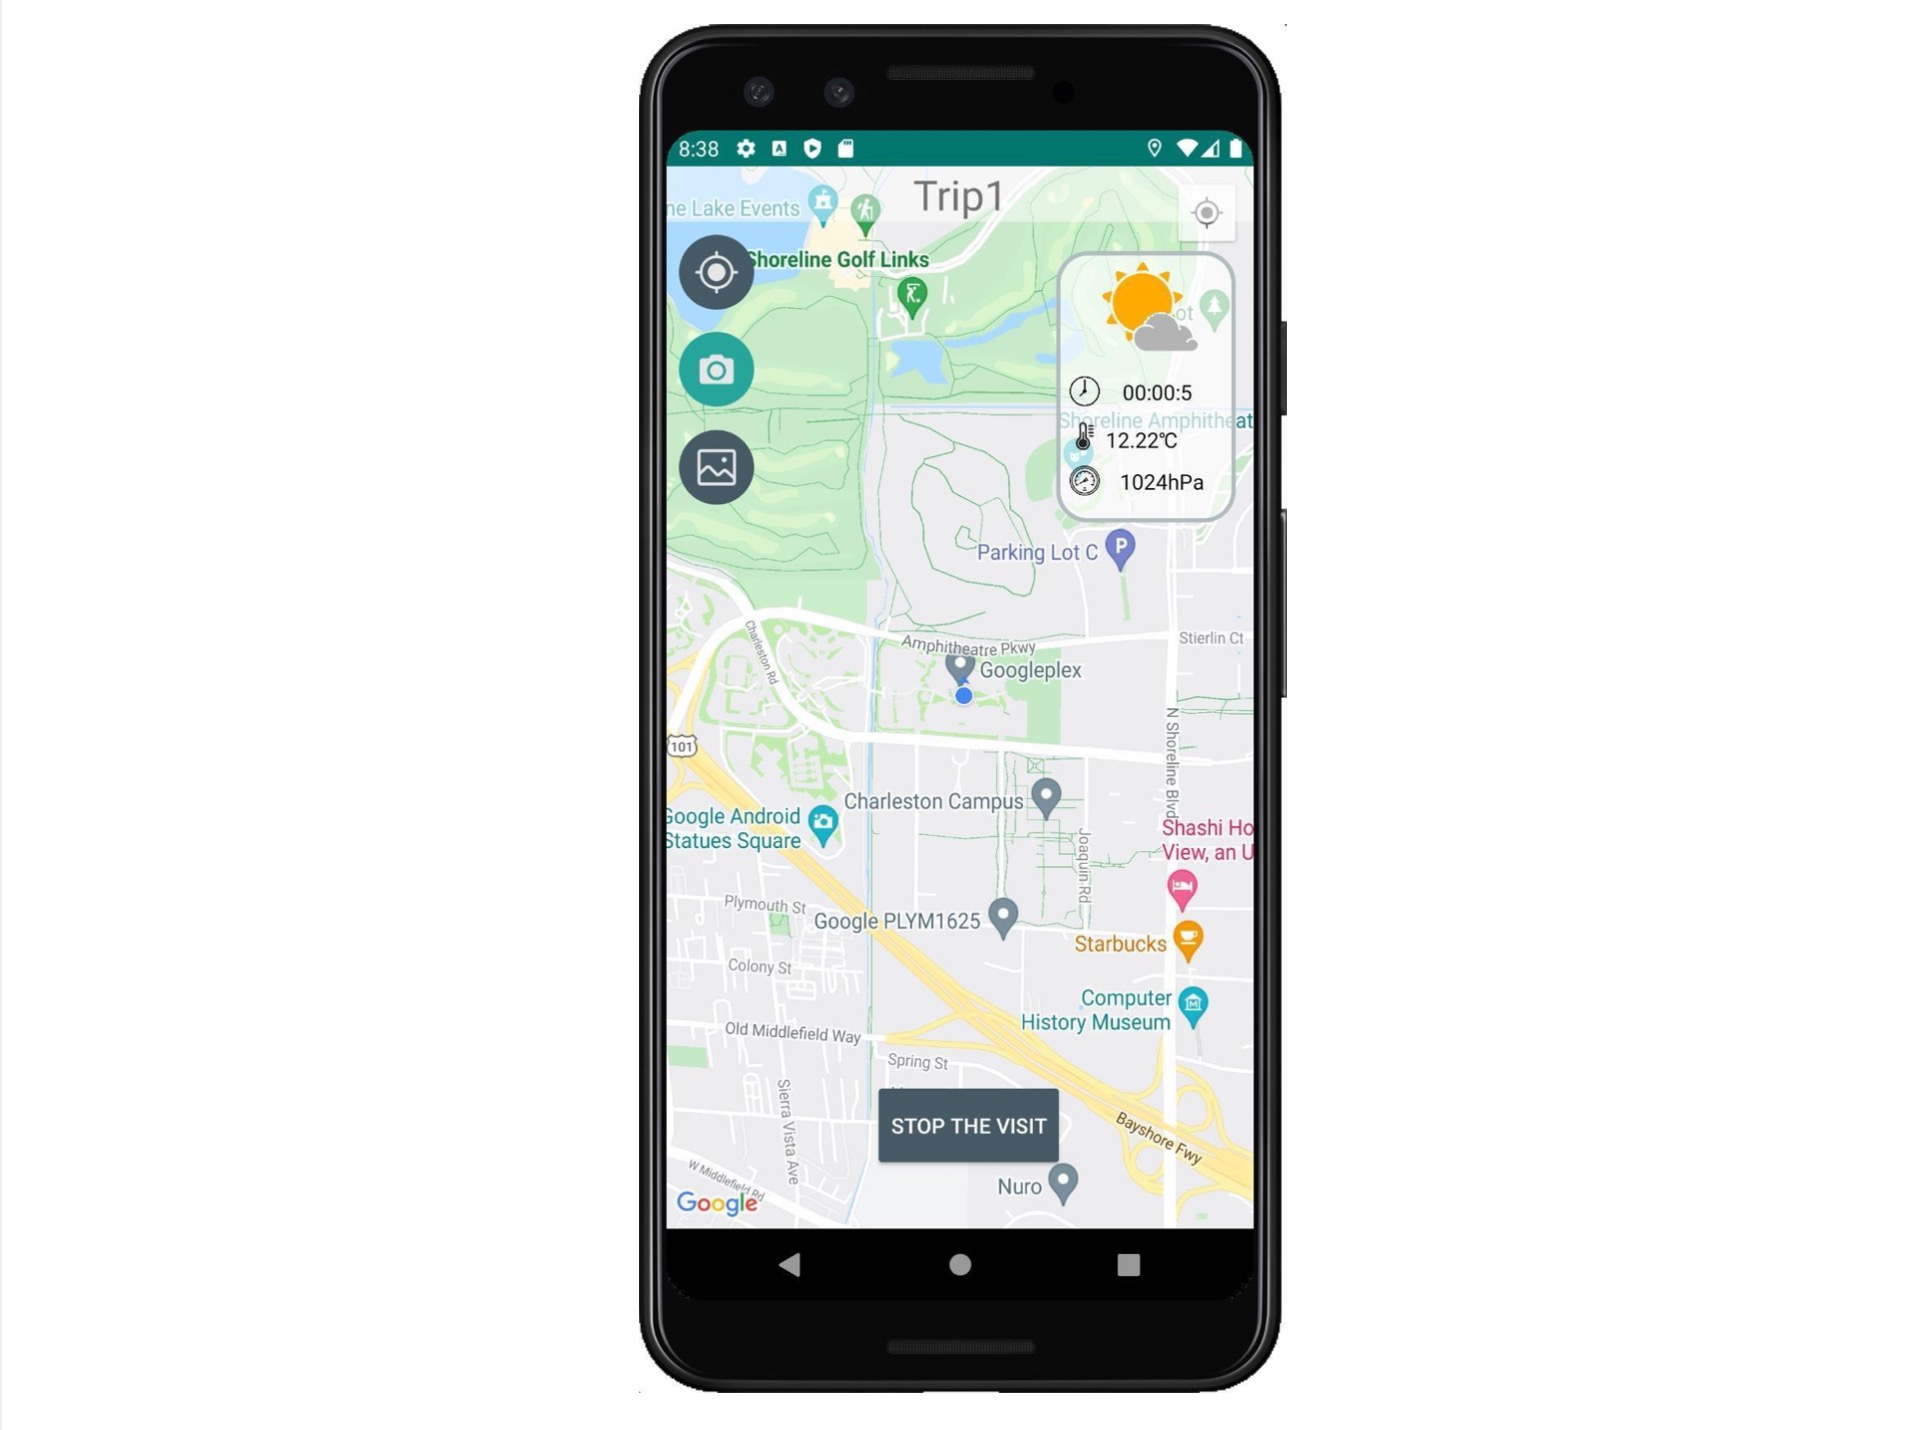 8:38
Trip1
ne Lake Events
Shoreline Golf Links
ot
00:00:5
Shoreline Amphitheat
12.22°C
1024hPa
Parking Lot C
Charleston Rd
Amphitheatre Pkwy
Stierlin Ct
Googleplex
N Shoreline Blvd
101
Charleston Campus
Google Android
Statues Square
Shashi Ho
View, an U
Joaquin Rd
Plymouth St
Google PLYM1625
Starbucks
Colony St
Computer
History Museum
Old Middlefield Way
Spring St
Sierra Vista Ave
STOP THE VISIT
Bayshore Fwy
W Middlefield Rd
Nuro
Google